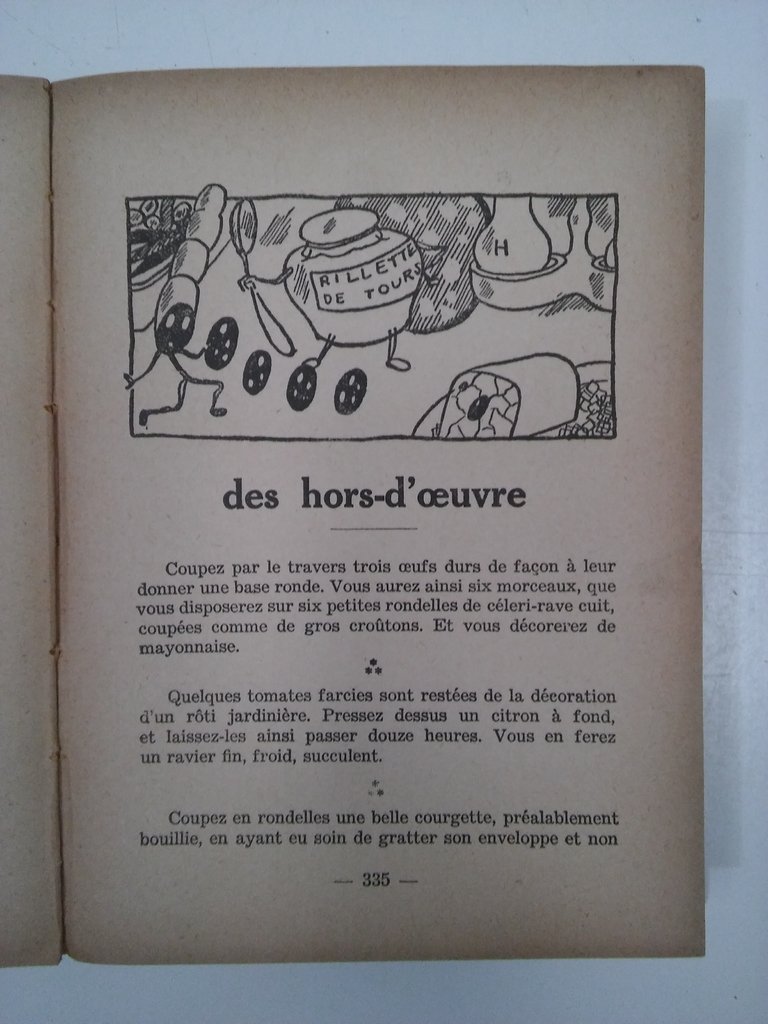 H
RILLETTE
DE TOURS
des hors-d'œuvre
Coupez par le travers trois œufs durs de façon à leur
donner une base ronde. Vous aurez ainsi six morceaux, que
vous disposerez sur six petites rondelles de céleri-rave cuit,
coupées comme de gros croûtons. Et vous décorerez de
mayonnaise.
Quelques tomates farcies sont restées de la décoration
d'un rôti jardinière. Pressez dessus un citron à fond,
et laissez-les ainsi passer douze heures. Vous en ferez
un ravier fin, froid, succulent.
Coupez en rondelles une belle courgette, préalablement
bouillie, en ayant eu soin de gratter son enveloppe et non
— 335 —